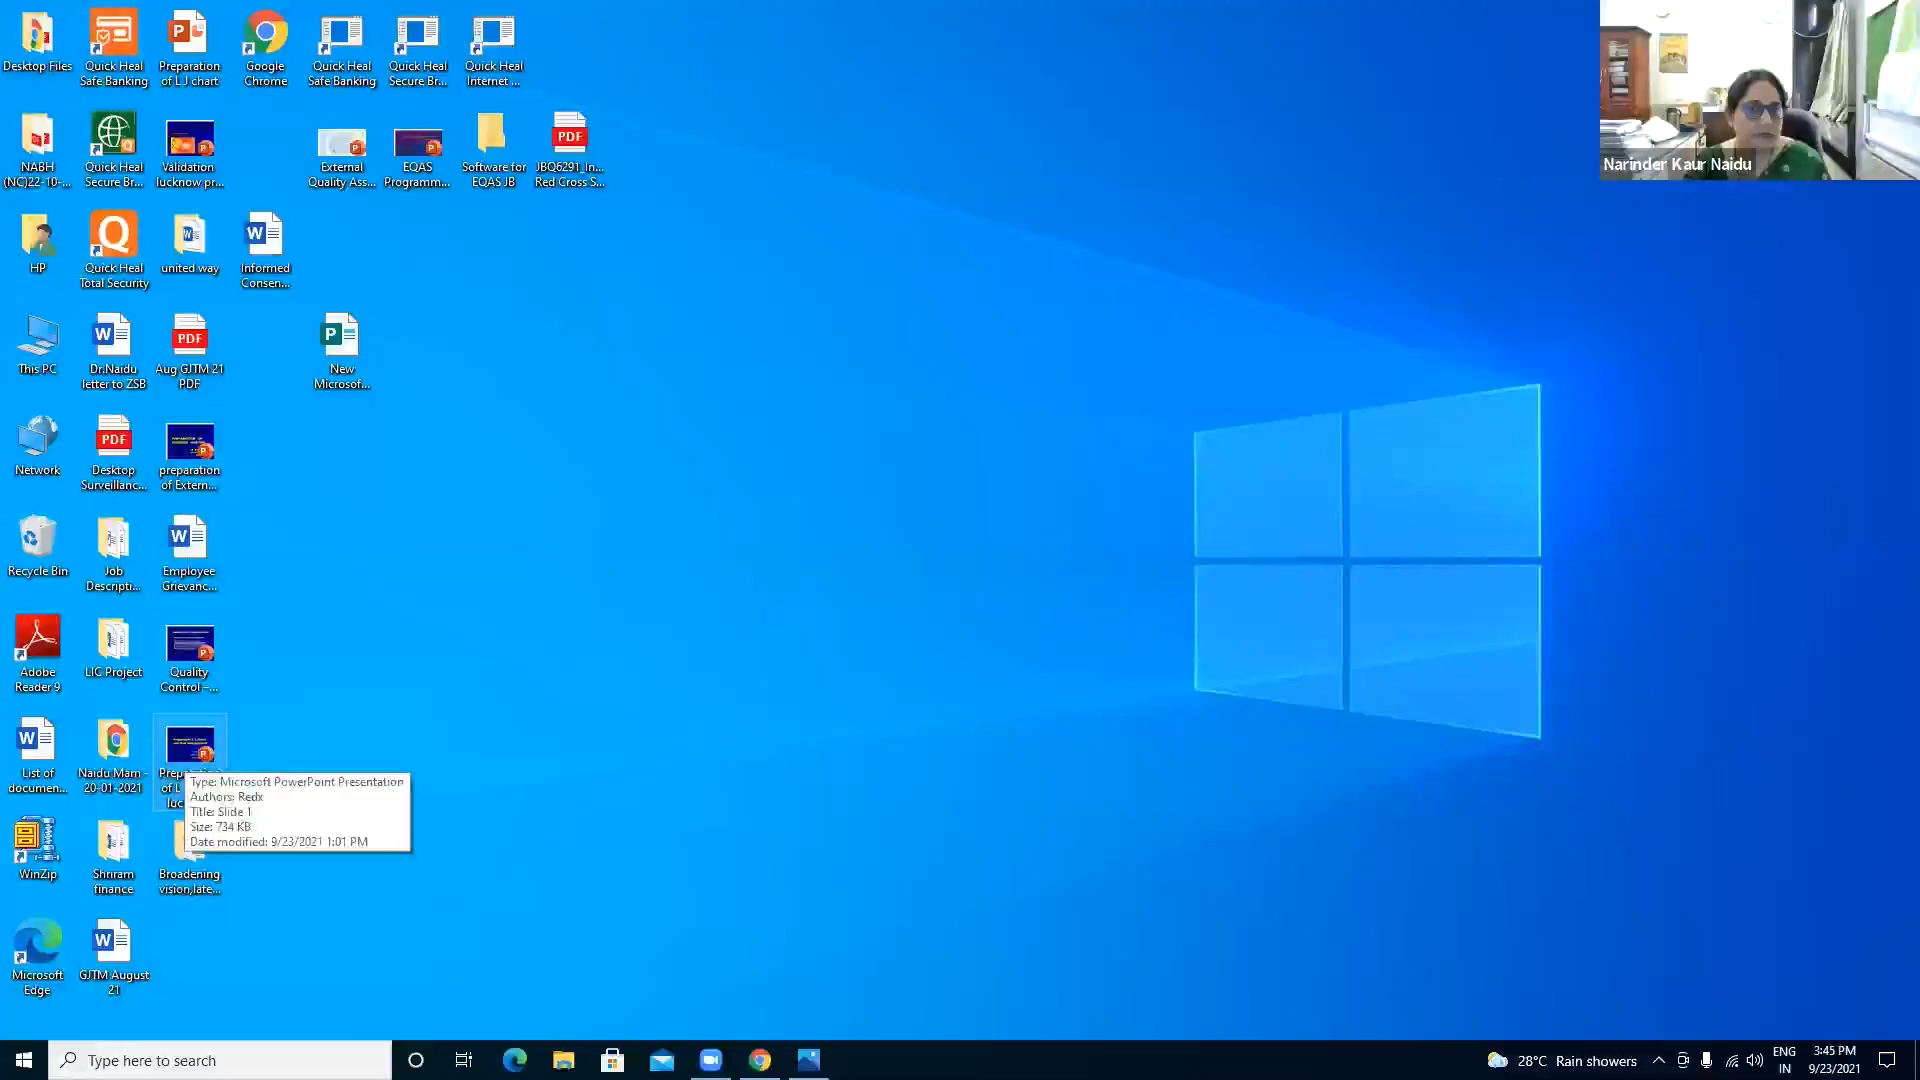 Desktop Files
Quick Heal
Safe Banking
Preparation
of L J chart
Google
Chrome
Quick Heal
Safe Banking
Quick Heal
Secure Br...
Quick Heal
Internet ...
Narinder Kaur Naidu
NABH
(NC)22-10-...
Quick Heal
Secure Br...
Validation
lucknow pr...
External
Quality Ass...
EQAS
Programm...
Software for
EQAS JB
PDF
JBQ6291_In...
Red Cross S...
HP
Quick Heal
Total Security
united way
Informed
Consen...
This PC
Dr.Naidu
letter to ZSB
PDF
Aug GJTM 21
PDF
New
Microsof...
Network
PDF
Desktop
Surveillanc...
preparation
of Extern...
Recycle Bin
Job
Descripti...
Employee
Grievanc...
Adobe
Reader 9
LIC Project
Quality
Control –...
List of
documen...
Naidu Mam -
20-01-2021
Type: Microsoft PowerPoint Presentation
Authors: Redx
Title: Slide 1
Size: 734 KB
Date modified: 9/23/2021 1:01 PM
WinZip
Shriram
finance
Broadening
vision,late...
Microsoft
Edge
GJTM August
21
Type here to search
28°C Rain showers
ENG
IN
3:45 PM
9/23/2021